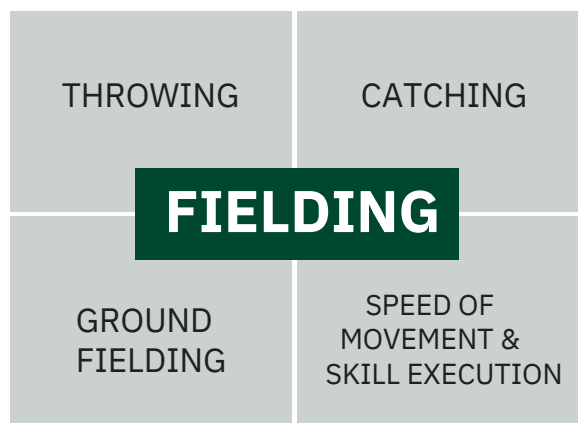 THROWING
CATCHING
FIELDING
GROUND
FIELDING
SPEED OF
MOVEMENT &
SKILL EXECUTION